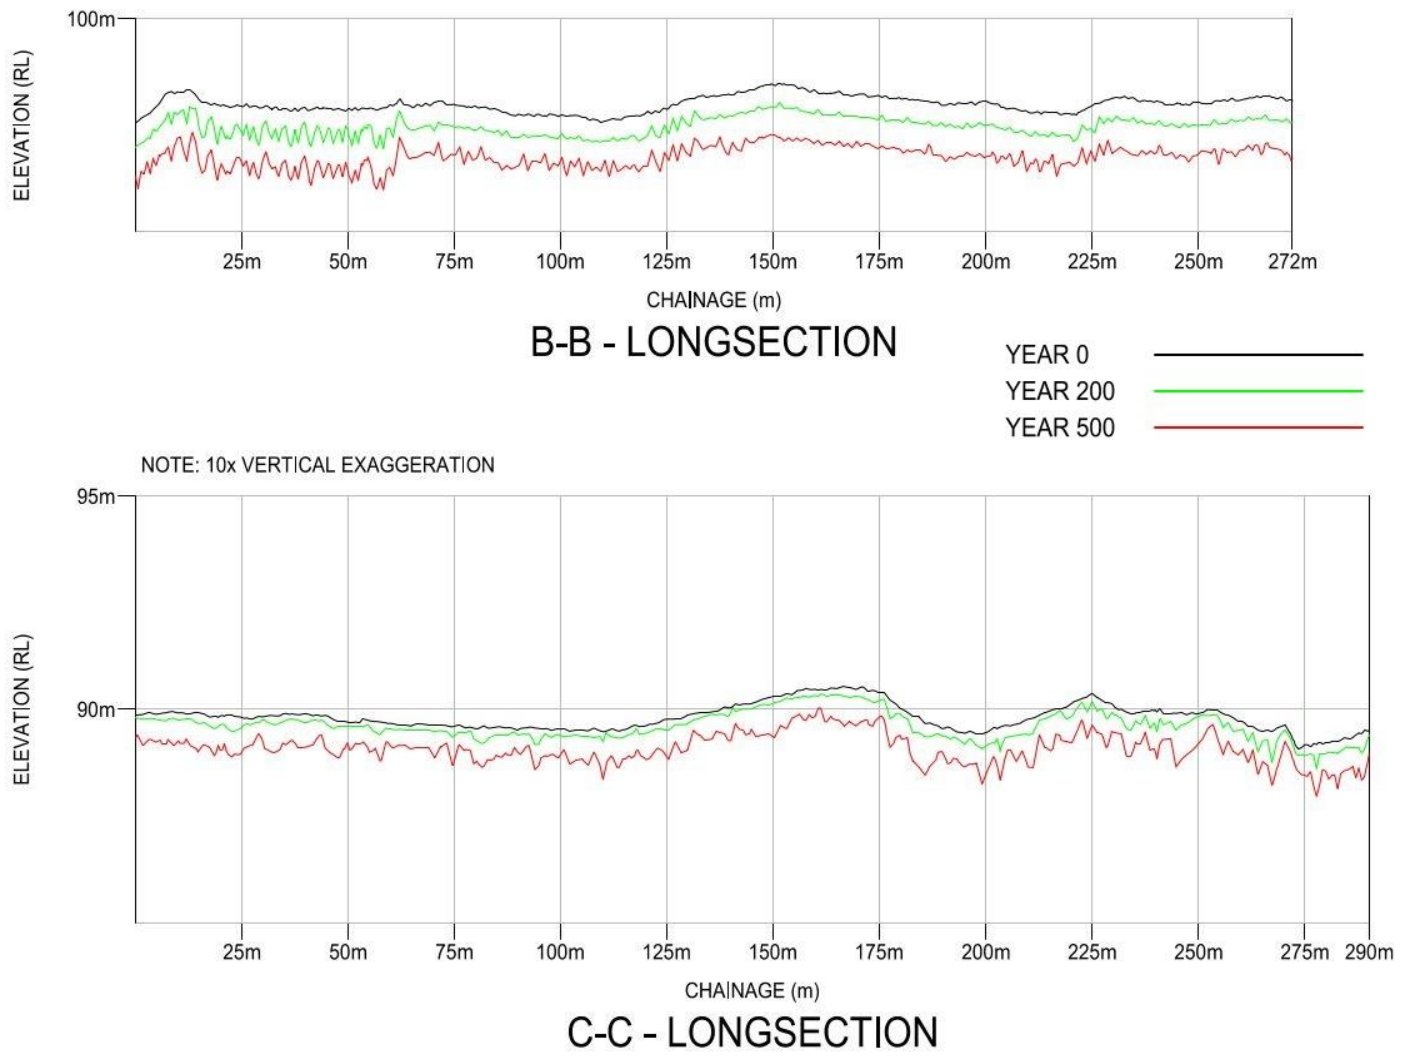 100m
ELEVATION (RL)
25m 50m 75m 100m 125m 150m 175m 200m 225m 250m 272m
CHAINAGE (m)
B-B - LONGSECTION
YEAR 0
YEAR 200
YEAR 500
NOTE: 10x VERTICAL EXAGGERATION
95m
90m
ELEVATION (RL)
25m 50m 75m 100m 125m 150m 175m 200m 225m 250m 275m 290m
CHAINAGE (m)
C-C - LONGSECTION